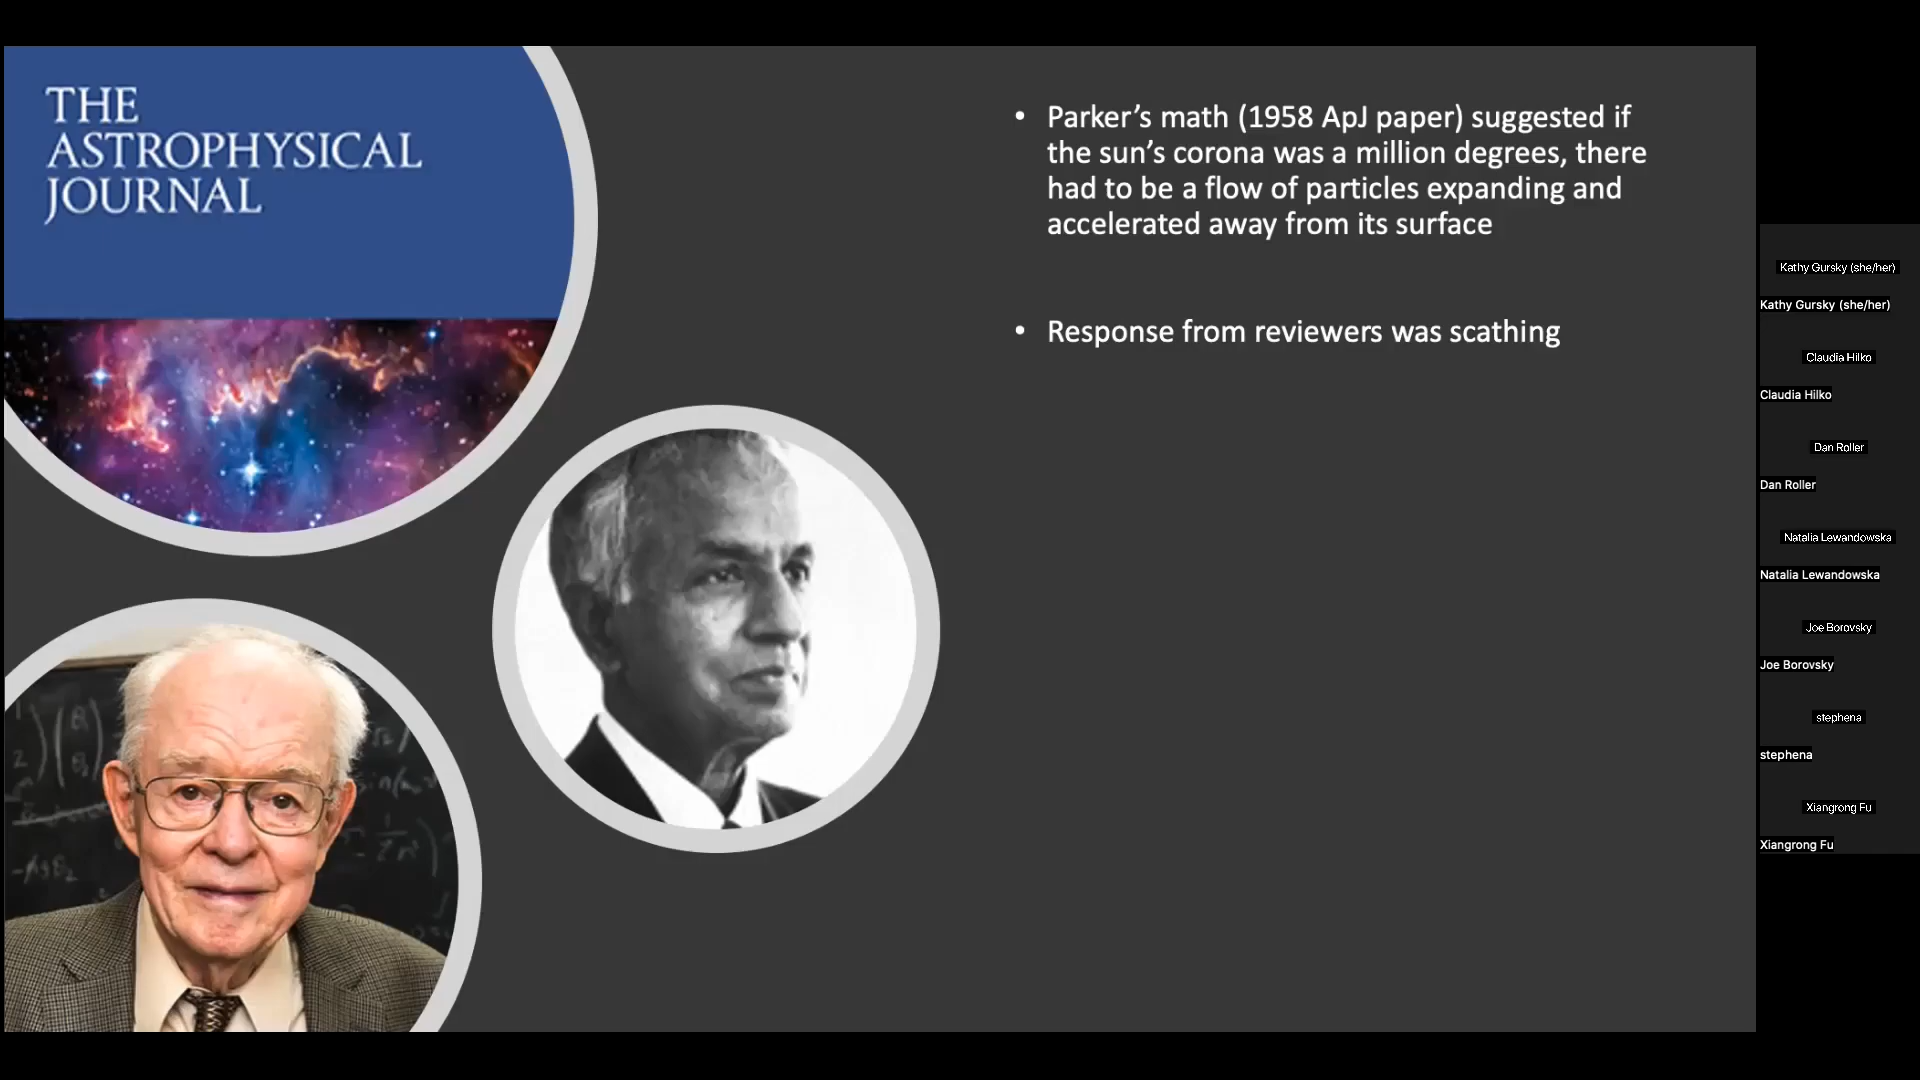 THE
ASTROPHYSICAL
JOURNAL
• Parker’s math (1958 ApJ paper) suggested if
the sun’s corona was a million degrees, there
had to be a flow of particles expanding and
accelerated away from its surface
• Response from reviewers was scathing
Kathy Gursky (she/her)
Kathy Gursky (she/her)
Claudia Hilko
Claudia Hilko
Dan Roller
Dan Roller
Natalia Lewandowska
Natalia Lewandowska
Joe Borovsky
Joe Borovsky
stephena
stephena
Xiangrong Fu
Xiangrong Fu